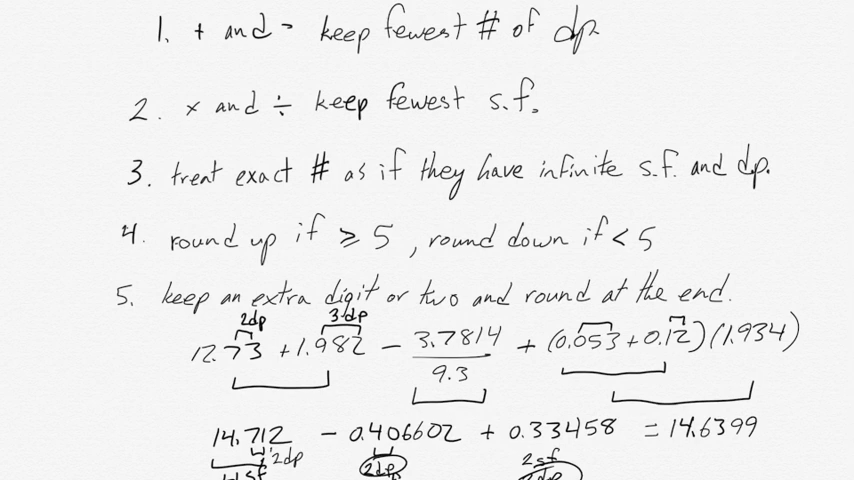 1. + and - keep fewest # of dp.
2. × and ÷ keep fewest s.f.
3. treat exact # as if they have infinite s.f. and dp.
4. round up if ≥ 5, round down if < 5
5. keep an extra digit or two and round at the end.
2dp 3dp
12.73 + 1.982 - 3.7814/9.3 + (0.053 + 0.12)(1.934)
14.712 - 0.406602 + 0.33458 = 14.6399
2dp 2dp 2sf
sf 2dp